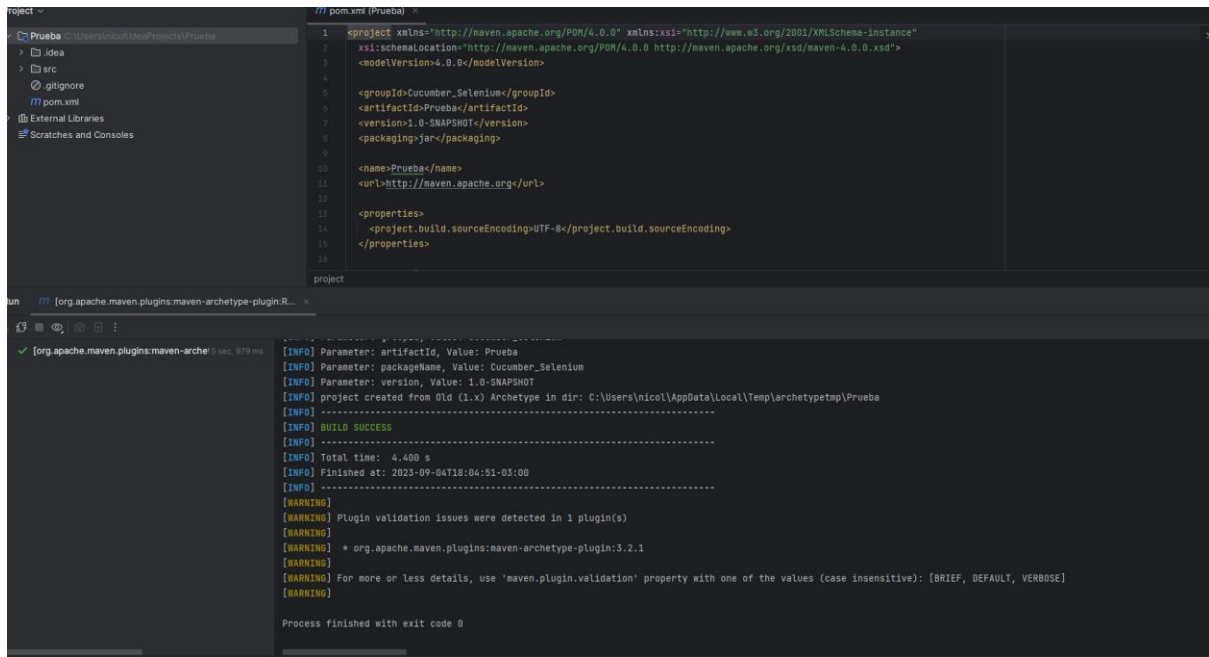 Project
pom.xml (Prueba)
Prueba C:\Users\nicol\IdeaProjects\Prueba
.idea
src
.gitignore
pom.xml
External Libraries
Scratches and Consoles
1 <project xmlns="http://maven.apache.org/POM/4.0.0" xmlns:xsi="http://www.w3.org/2001/XMLSchema-instance"
2 xsi:schemaLocation="http://maven.apache.org/POM/4.0.0 http://maven.apache.org/xsd/maven-4.0.0.xsd">
3 <modelVersion>4.0.0</modelVersion>
4
5 <groupId>Cucumber_Selenium</groupId>
6 <artifactId>Prueba</artifactId>
7 <version>1.0-SNAPSHOT</version>
8 <packaging>jar</packaging>
9
10 <name>Prueba</name>
11 <url>http://maven.apache.org</url>
12
13 <properties>
14 <project.build.sourceEncoding>UTF-8</project.build.sourceEncoding>
15 </properties>
16
project
Run [org.apache.maven.plugins:maven-archetype-plugin:R...
[org.apache.maven.plugins:maven-archet 5 sec, 979 ms
[INFO] Parameter: artifactId, Value: Prueba
[INFO] Parameter: packageName, Value: Cucumber_Selenium
[INFO] Parameter: version, Value: 1.0-SNAPSHOT
[INFO] project created from Old (1.x) Archetype in dir: C:\Users\nicol\AppData\Local\Temp\archetypetmp\Prueba
[INFO] ------------------------------------------------------------------------
[INFO] BUILD SUCCESS
[INFO] ------------------------------------------------------------------------
[INFO] Total time: 4.400 s
[INFO] Finished at: 2023-09-04T18:04:51-03:00
[INFO] ------------------------------------------------------------------------
[WARNING]
[WARNING] Plugin validation issues were detected in 1 plugin(s)
[WARNING]
[WARNING] * org.apache.maven.plugins:maven-archetype-plugin:3.2.1
[WARNING]
[WARNING] For more or less details, use 'maven.plugin.validation' property with one of the values (case insensitive): [BRIEF, DEFAULT, VERBOSE]
[WARNING]
Process finished with exit code 0